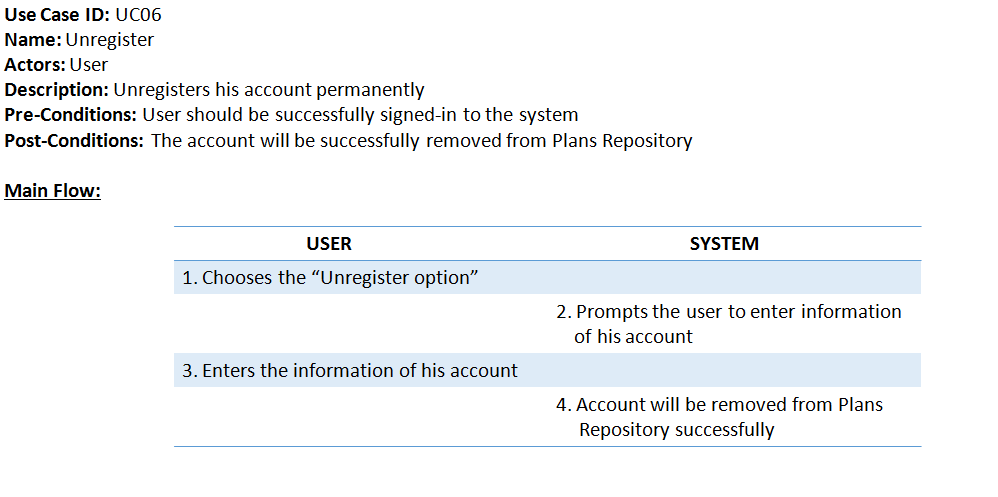 Use Case ID: UC06
Name: Unregister
Actors: User
Description: Unregisters his account permanently
Pre-Conditions: User should be successfully signed-in to the system
Post-Conditions: The account will be successfully removed from Plans Repository
Main Flow:
USER SYSTEM
1. Chooses the “Unregister option”
2. Prompts the user to enter information
of his account
3. Enters the information of his account
4. Account will be removed from Plans
Repository successfully